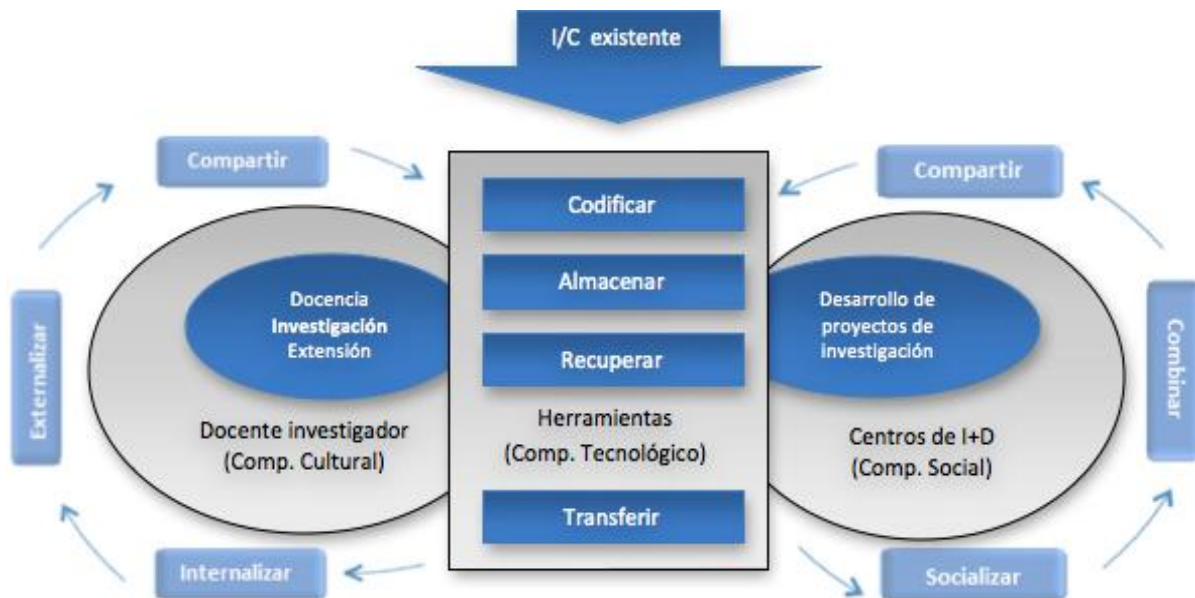 I/C existente
Compartir
Compartir
Codificar
Almacenar
Recuperar
Herramientas
(Comp. Tecnológico)
Transferir
Docencia
Investigación
Extensión
Docente investigador
(Comp. Cultural)
Desarrollo de
proyectos de
investigación
Centros de I+D
(Comp. Social)
Externalizar
Combinar
Internalizar
Socializar